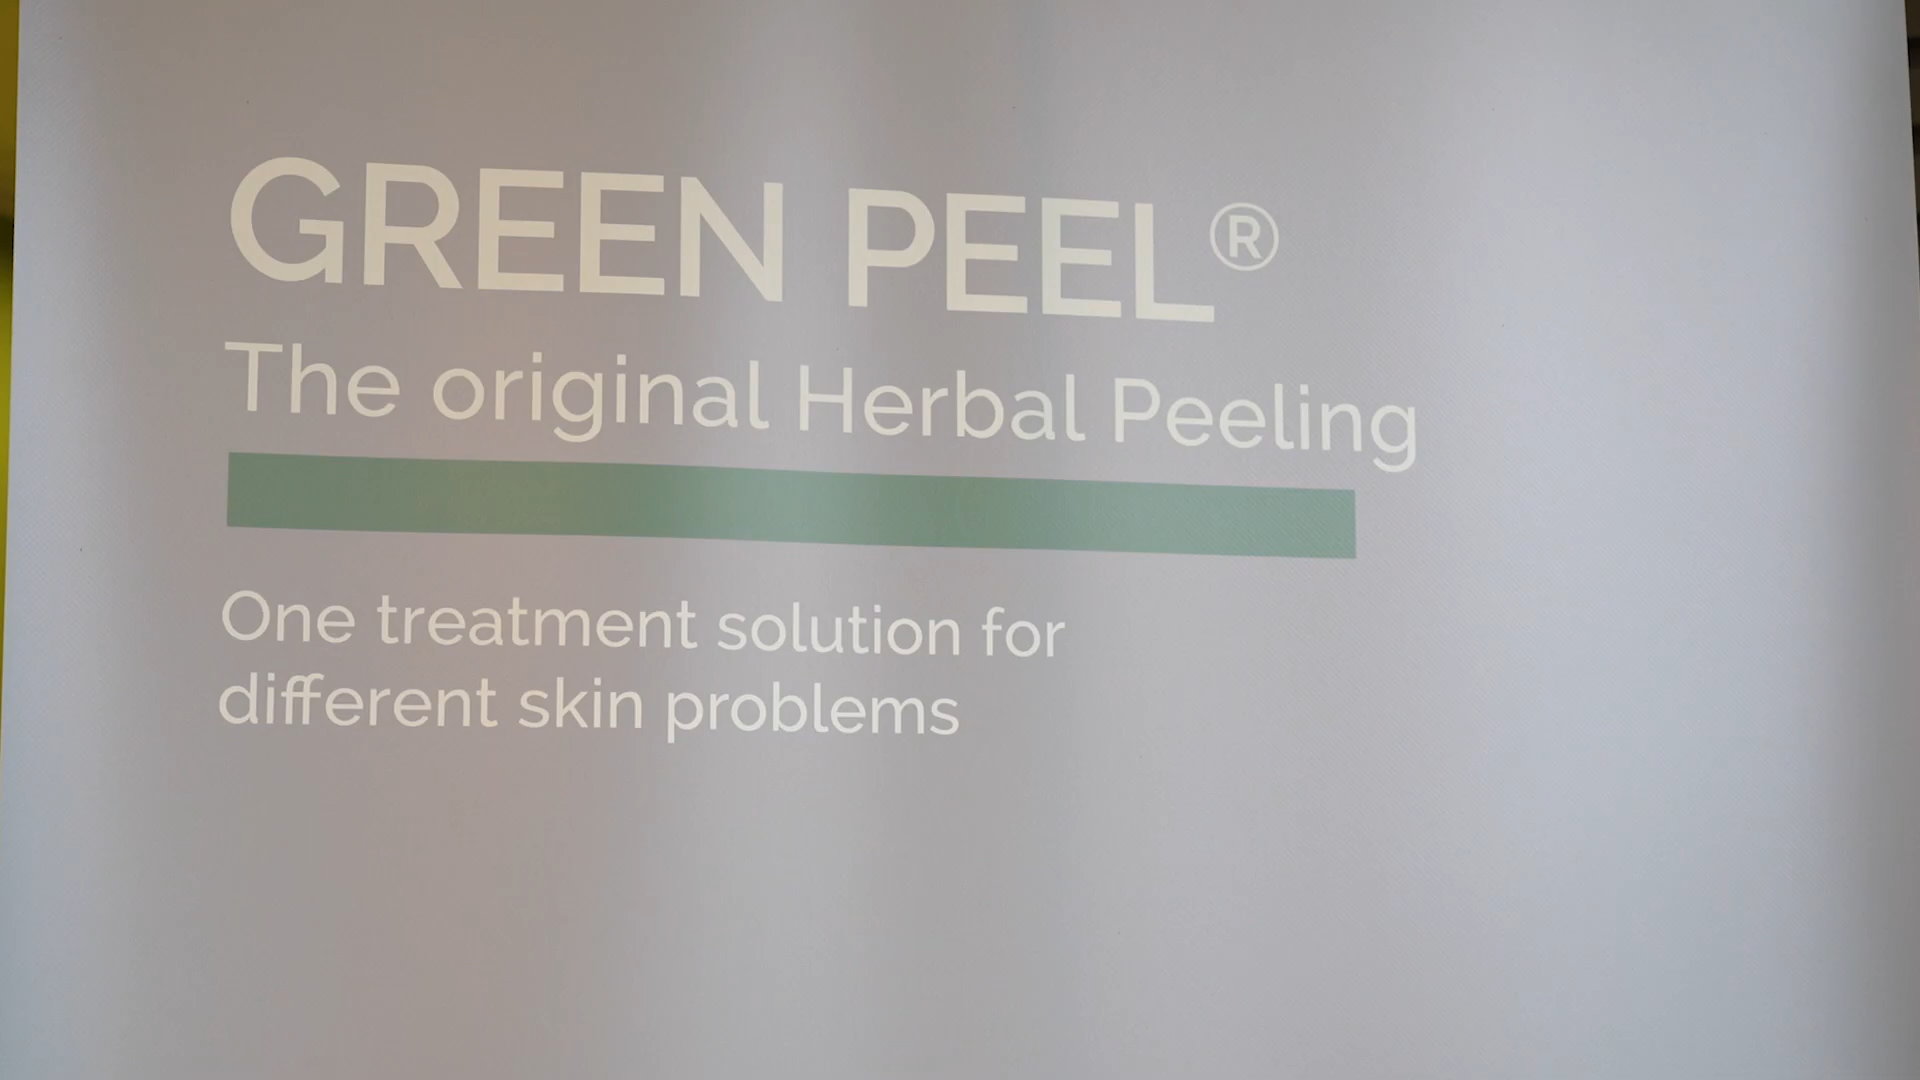 GREEN PEEL®
The original Herbal Peeling
One treatment solution for
different skin problems